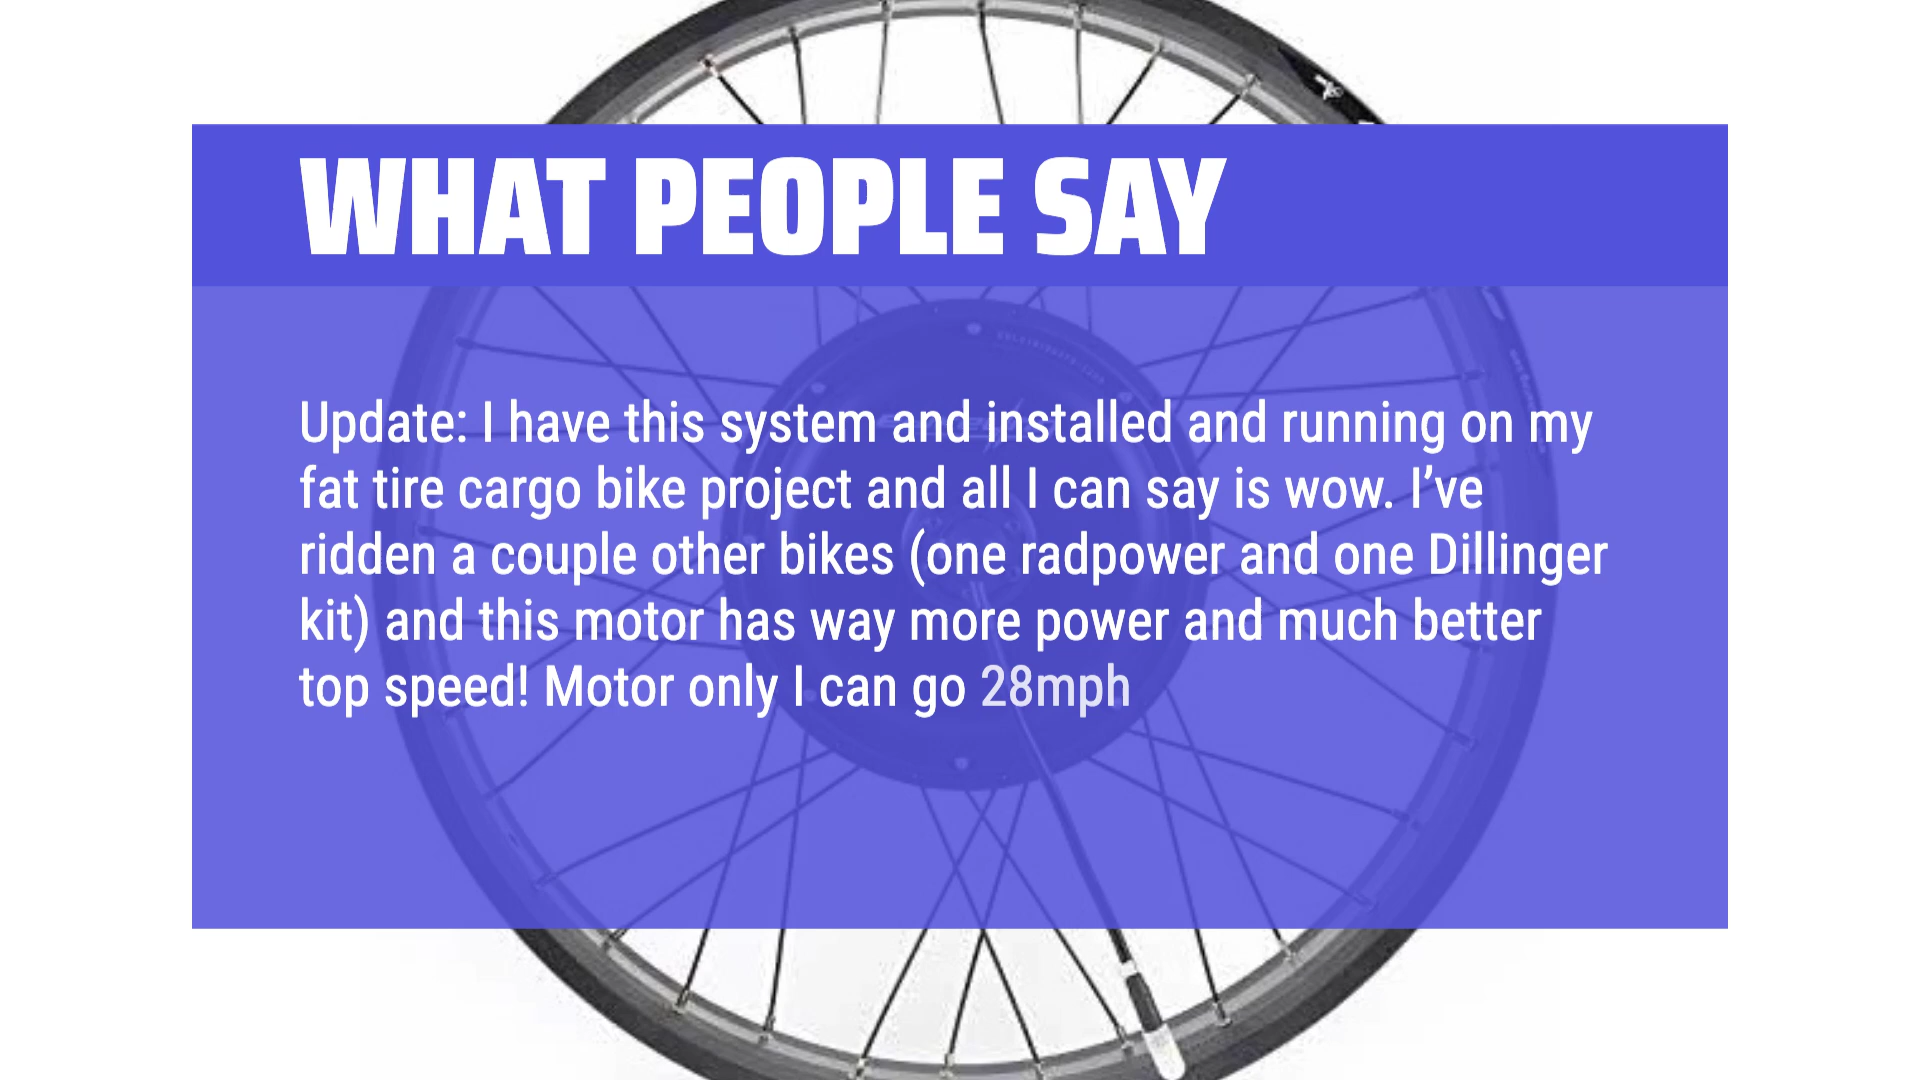 WHAT PEOPLE SAY
Update: I have this system and installed and running on my
fat tire cargo bike project and all I can say is wow. I’ve
ridden a couple other bikes (one radpower and one Dillinger
kit) and this motor has way more power and much better
top speed! Motor only I can go 28mph